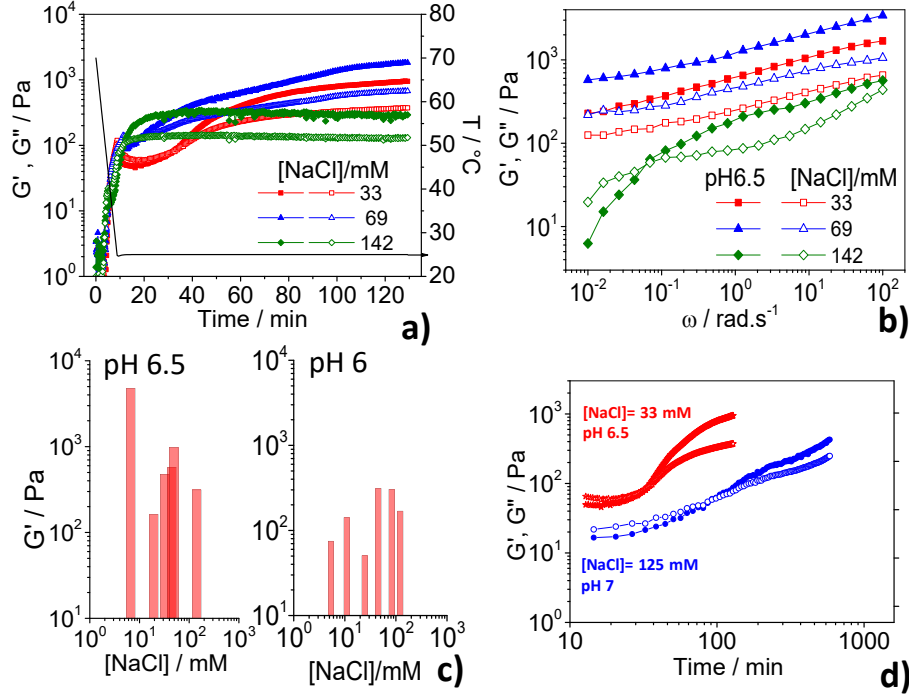 10⁴
10³
10²
10¹
10⁰
G' , G" / Pa
80
70
60
50
40
30
20
T / °C
[NaCl]/mM
33
69
142
0 20 40 60 80 100 120 140
Time / min
a)
10³
10²
10¹
G', G" / Pa
pH6.5 [NaCl]/mM
33
69
142
10⁻² 10⁻¹ 10⁰ 10¹ 10²
ω / rad.s⁻¹
b)
pH 6.5
10⁴
10³
10²
10¹
G' / Pa
10⁰ 10¹ 10² 10³
[NaCl] / mM
pH 6
10⁴
10³
10²
10¹
10⁰ 10¹ 10² 10³
[NaCl]/mM
c)
[NaCl]= 33 mM
pH 6.5
10³
10²
10¹
10⁰
G', G" / Pa
[NaCl]= 125 mM
pH 7
10 100 1000
Time / min
d)